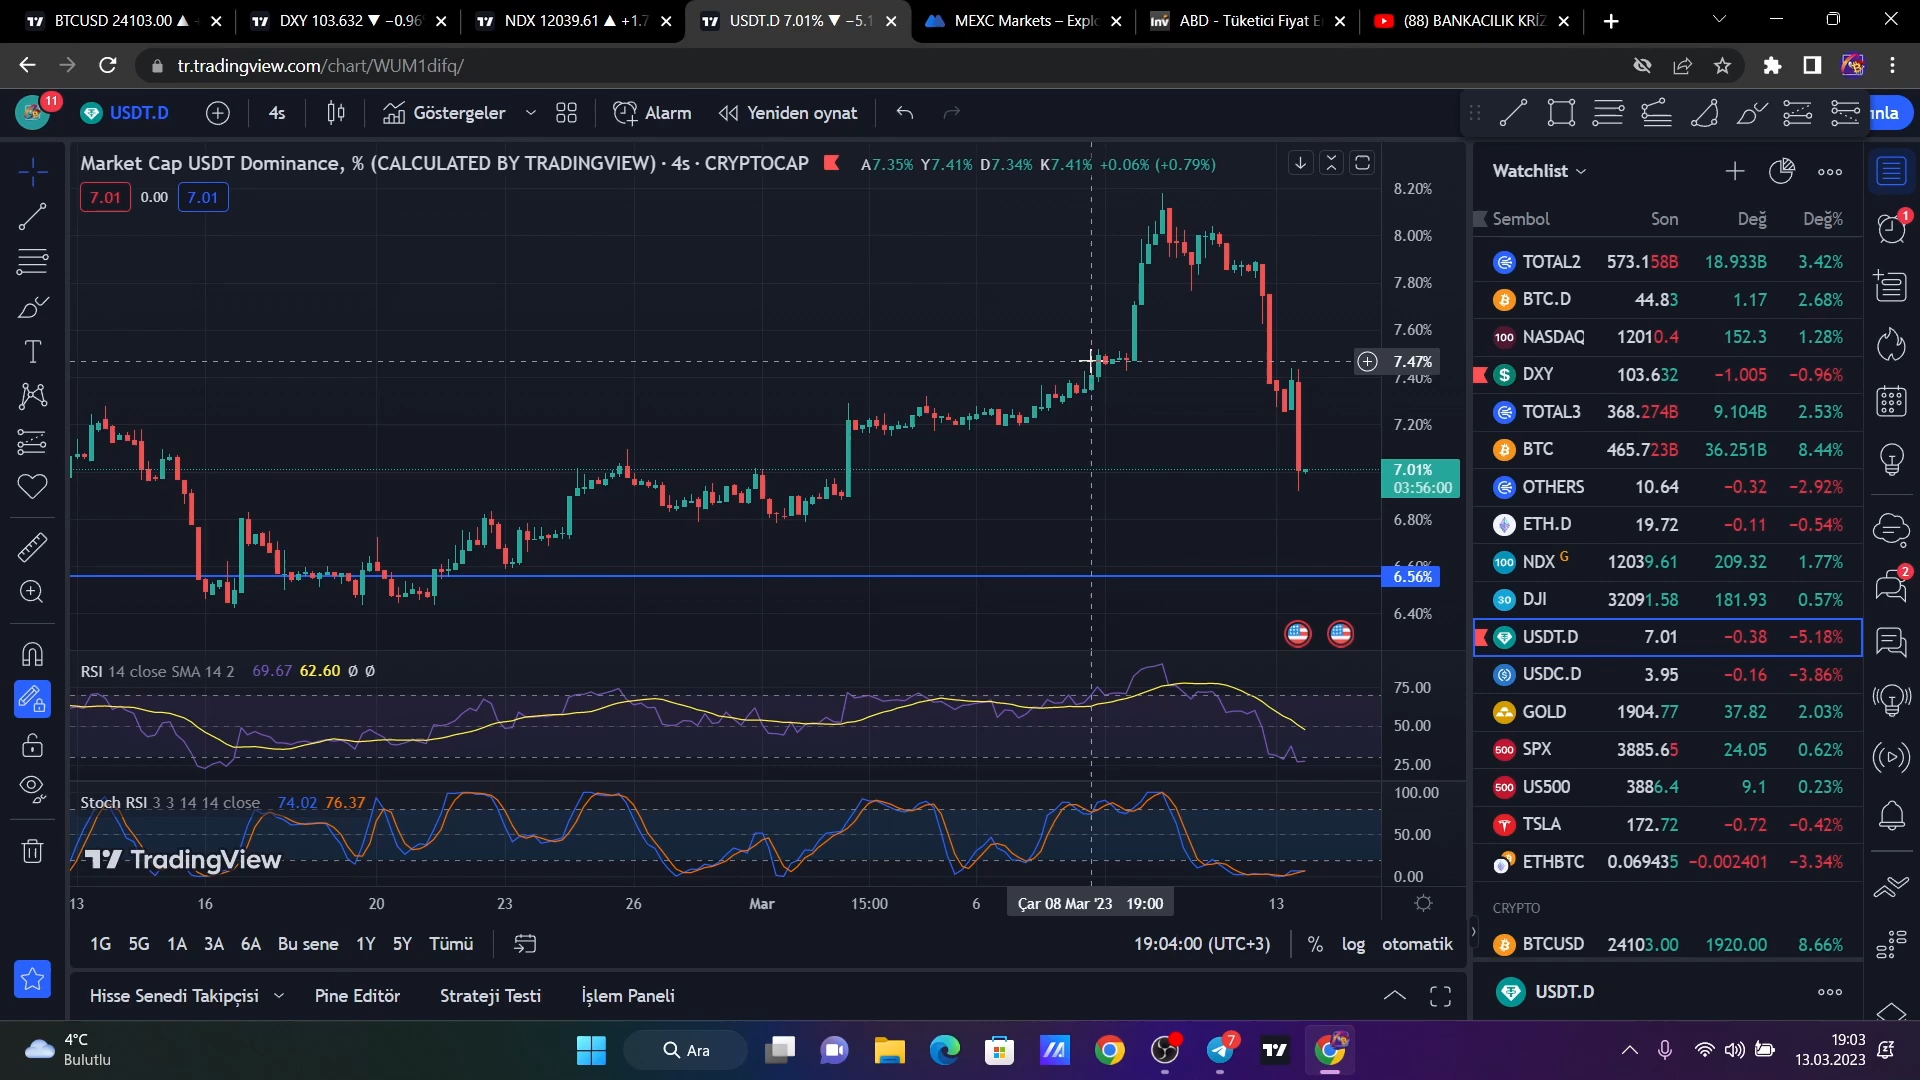 BTCUSD 24103.00 ▲
DXY 103.632 ▼ −0.96
NDX 12039.61 ▲ +1.7
USDT.D 7.01% ▼ −5.1
MEXC Markets – Explo
ABD - Tüketici Fiyat E
(88) BANKACILIK KRİZ
tr.tradingview.com/chart/WUM1difq/
11
USDT.D
4s
Göstergeler
Alarm
Yeniden oynat
ınla
Market Cap USDT Dominance, % (CALCULATED BY TRADINGVIEW) · 4s · CRYPTOCAP
A7.35% Y7.41% D7.34% K7.41% +0.06% (+0.79%)
7.01 0.00 7.01
8.20%
8.00%
7.80%
7.60%
7.47%
7.40%
7.20%
7.01%
03:56:00
6.80%
6.56%
6.40%
RSI 14 close SMA 14 2 69.67 62.60 Ø Ø
75.00
50.00
25.00
Stoch RSI 3 3 14 14 close 74.02 76.37
100.00
50.00
0.00
TradingView
13 16 20 23 26 Mar 15:00 6 Çar 08 Mar '23 19:00 13
1G 5G 1A 3A 6A Bu sene 1Y 5Y Tümü
19:04:00 (UTC+3) % log otomatik
Hisse Senedi Takipçisi Pine Editör Strateji Testi İşlem Paneli
Watchlist
Sembol Son Değ Değ%
TOTAL2 573.158B 18.933B 3.42%
BTC.D 44.83 1.17 2.68%
100 NASDAQ 12010.4 152.3 1.28%
DXY 103.632 −1.005 −0.96%
TOTAL3 368.274B 9.104B 2.53%
BTC 465.723B 36.251B 8.44%
OTHERS 10.64 −0.32 −2.92%
ETH.D 19.72 −0.11 −0.54%
100 NDX G 12039.61 209.32 1.77%
30 DJI 32091.58 181.93 0.57%
USDT.D 7.01 −0.38 −5.18%
USDC.D 3.95 −0.16 −3.86%
GOLD 1904.77 37.82 2.03%
500 SPX 3885.65 24.05 0.62%
500 US500 3886.4 9.1 0.23%
TSLA 172.72 −0.72 −0.42%
ETHBTC 0.069435 −0.002401 −3.34%
CRYPTO
BTCUSD 24103.00 1920.00 8.66%
USDT.D
1
2
4°C
Bulutlu
Ara
7
19:03
13.03.2023